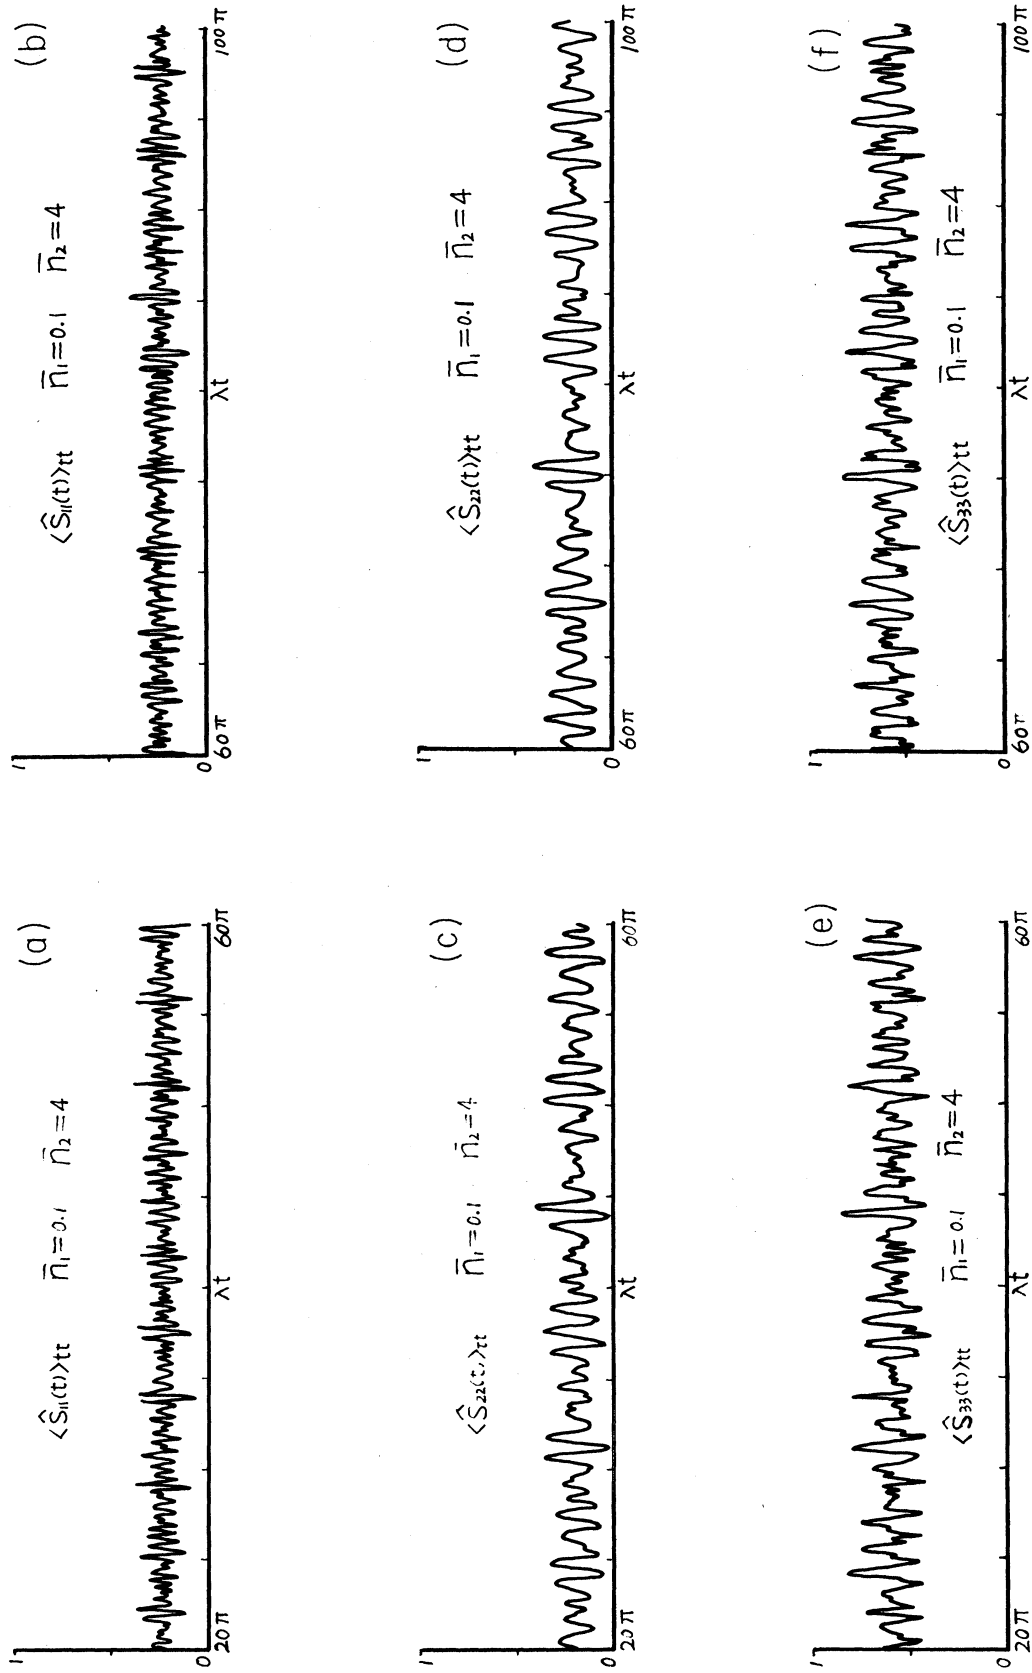 (a)
⟨Ŝ₁₁(t)⟩tt n̄₁=0.1 n̄₂=4
1
0
20π
λt
60π
(b)
⟨Ŝ₁₁(t)⟩tt n̄₁=0.1 n̄₂=4
1
0
60π
λt
100π
(c)
⟨Ŝ₂₂(t,⟩tt n̄₁=0.1 n̄₂=4
1
0
20π
λt
60π
(d)
⟨Ŝ₂₂(t)⟩tt n̄₁=0.1 n̄₂=4
1
0
60π
λt
100π
(e)
1
0
⟨Ŝ₃₃(t)⟩tt n̄₁=0.1 n̄₂=4
20π
λt
60π
(f)
1
0
⟨Ŝ₃₃(t)⟩tt n̄₁=0.1 n̄₂=4
60π
λt
100π